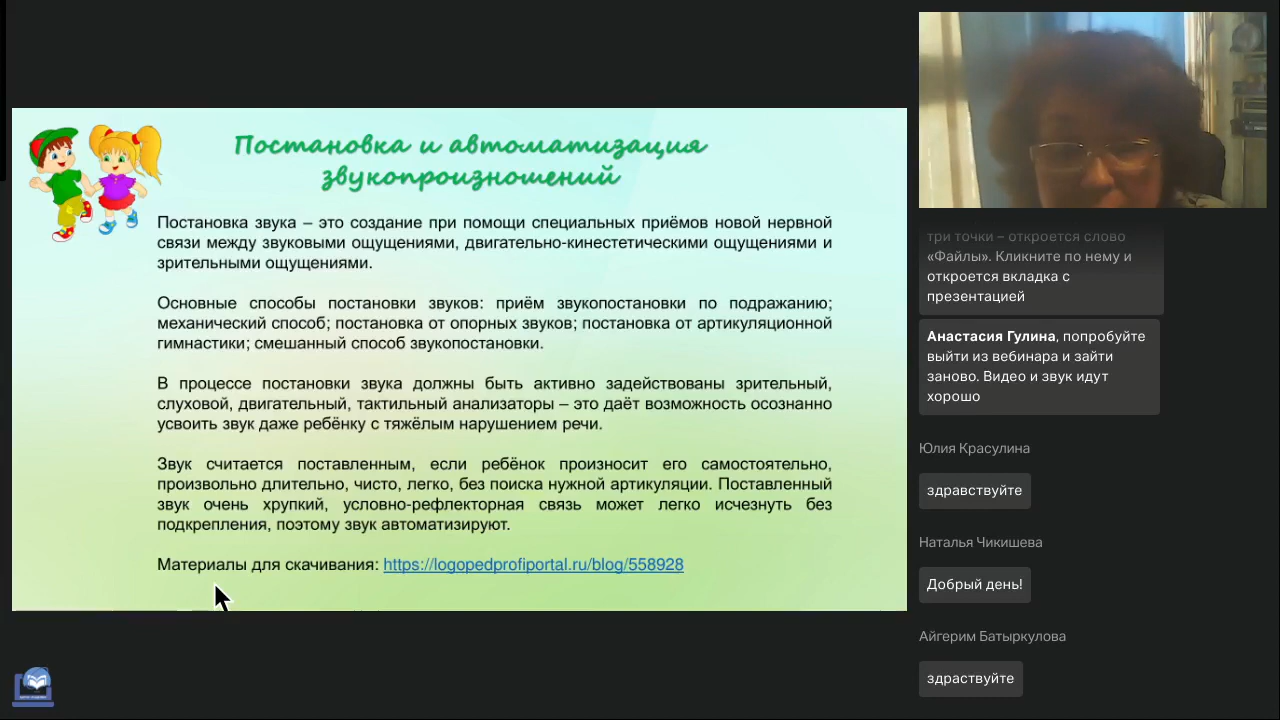 Постановка и автоматизация
звукопроизношений
Постановка звука – это создание при помощи специальных приёмов новой нервной
связи между звуковыми ощущениями, двигательно-кинестетическими ощущениями и
зрительными ощущениями.
Основные способы постановки звуков: приём звукопостановки по подражанию;
механический способ; постановка от опорных звуков; постановка от артикуляционной
гимнастики; смешанный способ звукопостановки.
В процессе постановки звука должны быть активно задействованы зрительный,
слуховой, двигательный, тактильный анализаторы – это даёт возможность осознанно
усвоить звук даже ребёнку с тяжёлым нарушением речи.
Звук считается поставленным, если ребёнок произносит его самостоятельно,
произвольно длительно, чисто, легко, без поиска нужной артикуляции. Поставленный
звук очень хрупкий, условно-рефлекторная связь может легко исчезнуть без
подкрепления, поэтому звук автоматизируют.
Материалы для скачивания: https://logopedprofiportal.ru/blog/558928
три точки – откроется слово
«Файлы». Кликните по нему и
откроется вкладка с
презентацией
Анастасия Гулина, попробуйте
выйти из вебинара и зайти
заново. Видео и звук идут
хорошо
Юлия Красулина
здравствуйте
Наталья Чикишева
Добрый день!
Айгерим Батыркулова
здраствуйте